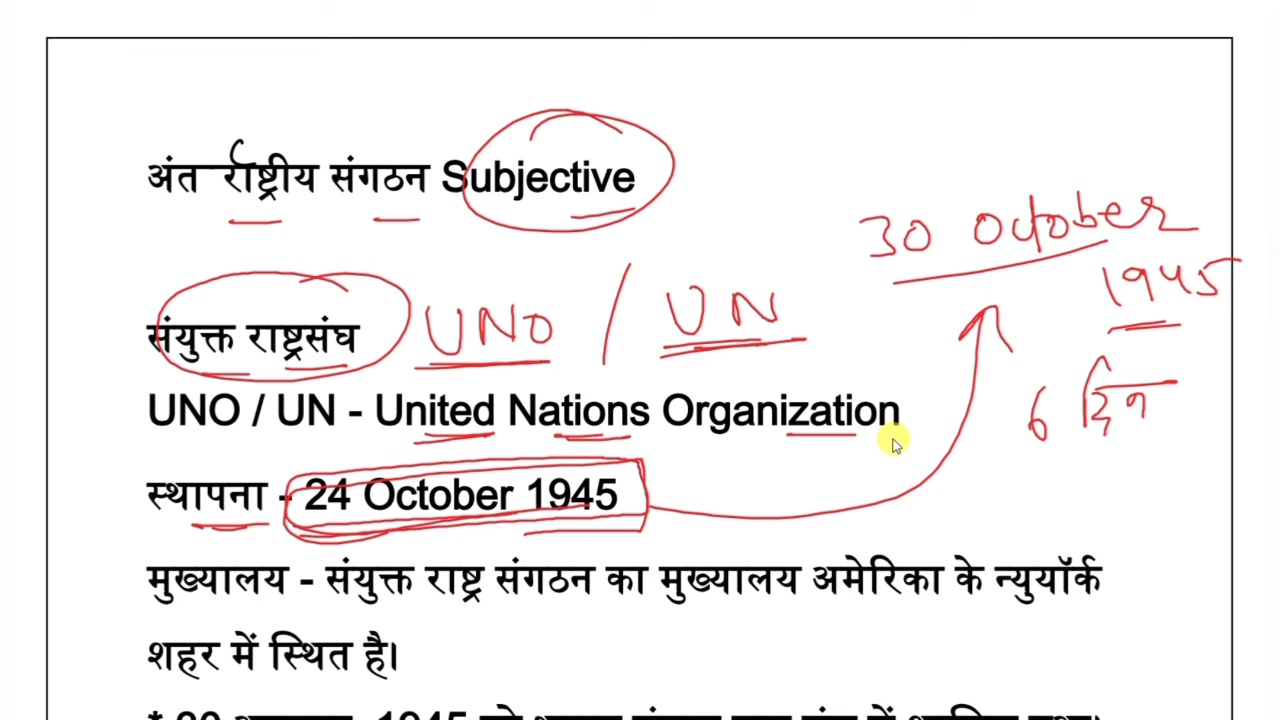 अंत र्राष्ट्रीय संगठन Subjective
30 October
1945
संयुक्त राष्ट्रसंघ UNO / UN
6 दिन
UNO / UN - United Nations Organization
स्थापना - 24 October 1945
मुख्यालय - संयुक्त राष्ट्र संगठन का मुख्यालय अमेरिका के न्युयॉर्क
शहर में स्थित है।